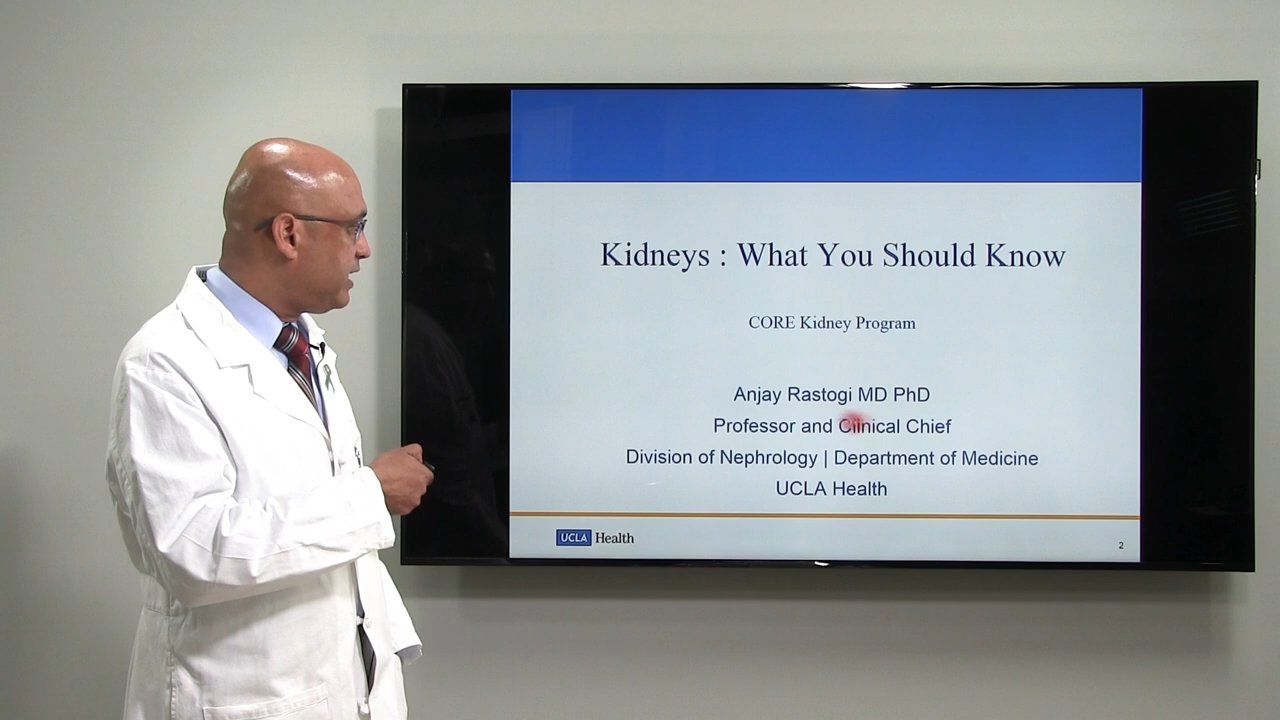 Kidneys : What You Should Know
CORE Kidney Program
Anjay Rastogi MD PhD
Professor and Clinical Chief
Division of Nephrology | Department of Medicine
UCLA Health
UCLA Health
2